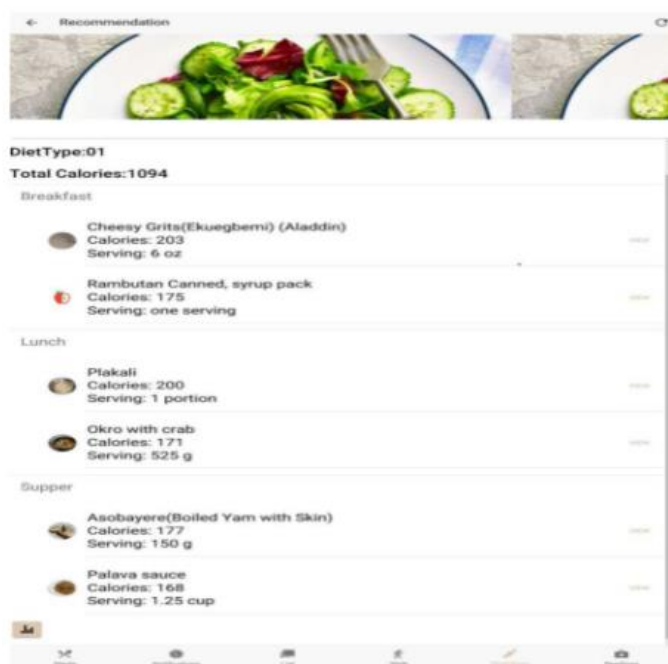 Recommendation
DietType:01
Total Calories:1094
Breakfast
Cheesy Grits(Ekuegbemi) (Aladdin)
Calories: 203
Serving: 6 oz
Rambutan Canned, syrup pack
Calories: 175
Serving: one serving
Lunch
Plakali
Calories: 200
Serving: 1 portion
Okro with crab
Calories: 171
Serving: 525 g
Supper
Asobayere(Boiled Yam with Skin)
Calories: 177
Serving: 150 g
Palava sauce
Calories: 168
Serving: 1.25 cup